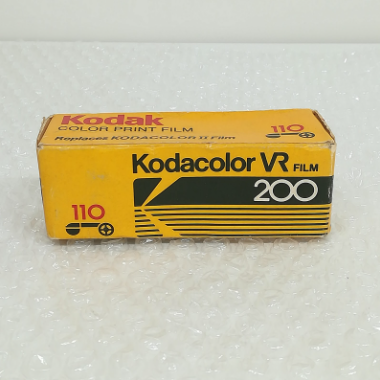 Kodak
COLOR PRINT FILM
Replaces KODACOLOR II Film
110
Kodacolor VR FILM
200
110